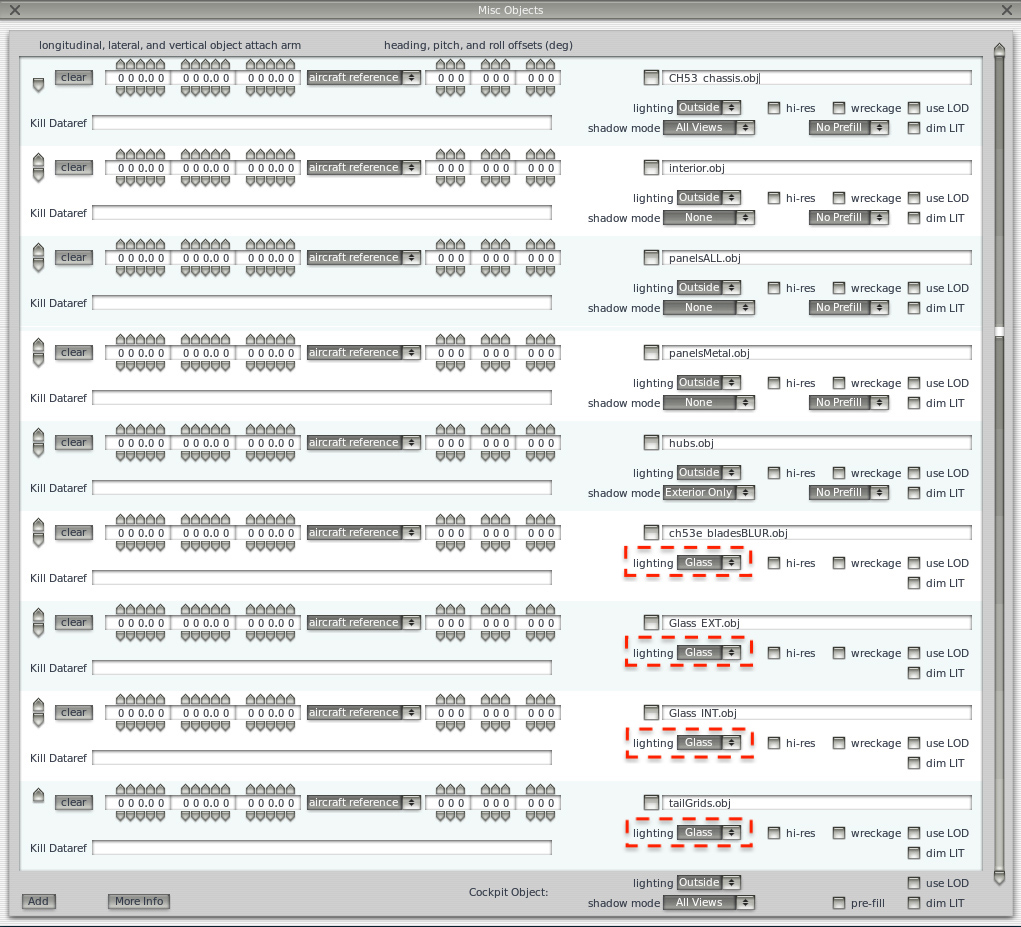 Misc Objects
longitudinal, lateral, and vertical object attach arm heading, pitch, and roll offsets (deg)
clear 0 0 0.0 0 0 0 0.0 0 0 0 0.0 0 aircraft reference 0 0 0 0 0 0 0 0 0 CH53_chassis.obj
lighting Outside hi-res wreckage use LOD
Kill Dataref shadow mode All Views No Prefill dim LIT
clear 0 0 0.0 0 0 0 0.0 0 0 0 0.0 0 aircraft reference 0 0 0 0 0 0 0 0 0 interior.obj
lighting Outside hi-res wreckage use LOD
Kill Dataref shadow mode None No Prefill dim LIT
clear 0 0 0.0 0 0 0 0.0 0 0 0 0.0 0 aircraft reference 0 0 0 0 0 0 0 0 0 panelsALL.obj
lighting Outside hi-res wreckage use LOD
Kill Dataref shadow mode None No Prefill dim LIT
clear 0 0 0.0 0 0 0 0.0 0 0 0 0.0 0 aircraft reference 0 0 0 0 0 0 0 0 0 panelsMetal.obj
lighting Outside hi-res wreckage use LOD
Kill Dataref shadow mode None No Prefill dim LIT
clear 0 0 0.0 0 0 0 0.0 0 0 0 0.0 0 aircraft reference 0 0 0 0 0 0 0 0 0 hubs.obj
lighting Outside hi-res wreckage use LOD
Kill Dataref shadow mode Exterior Only No Prefill dim LIT
clear 0 0 0.0 0 0 0 0.0 0 0 0 0.0 0 aircraft reference 0 0 0 0 0 0 0 0 0 ch53e_bladesBLUR.obj
lighting Glass hi-res wreckage use LOD
Kill Dataref dim LIT
clear 0 0 0.0 0 0 0 0.0 0 0 0 0.0 0 aircraft reference 0 0 0 0 0 0 0 0 0 Glass_EXT.obj
lighting Glass hi-res wreckage use LOD
Kill Dataref dim LIT
clear 0 0 0.0 0 0 0 0.0 0 0 0 0.0 0 aircraft reference 0 0 0 0 0 0 0 0 0 Glass_INT.obj
lighting Glass hi-res wreckage use LOD
Kill Dataref dim LIT
clear 0 0 0.0 0 0 0 0.0 0 0 0 0.0 0 aircraft reference 0 0 0 0 0 0 0 0 0 tailGrids.obj
lighting Glass hi-res wreckage use LOD
Kill Dataref dim LIT
Cockpit Object: lighting Outside use LOD
Add More Info shadow mode All Views pre-fill dim LIT